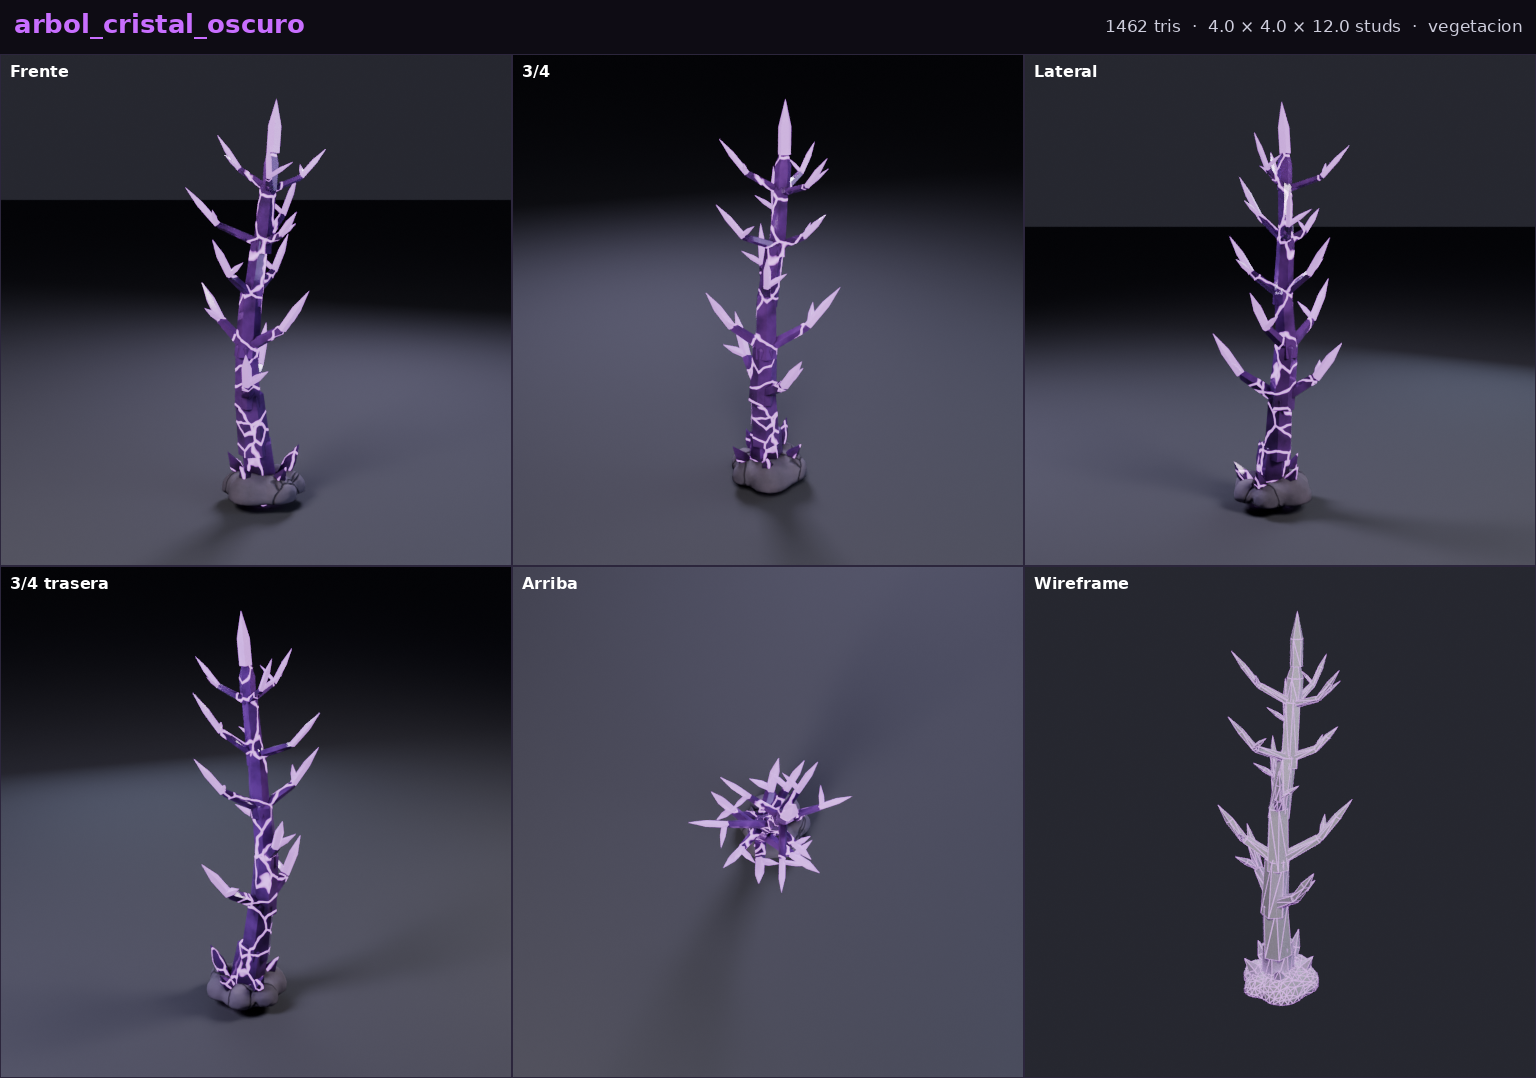 arbol_cristal_oscuro
1462 tris · 4.0 × 4.0 × 12.0 studs · vegetacion
Frente
3/4
Lateral
3/4 trasera
Arriba
Wireframe